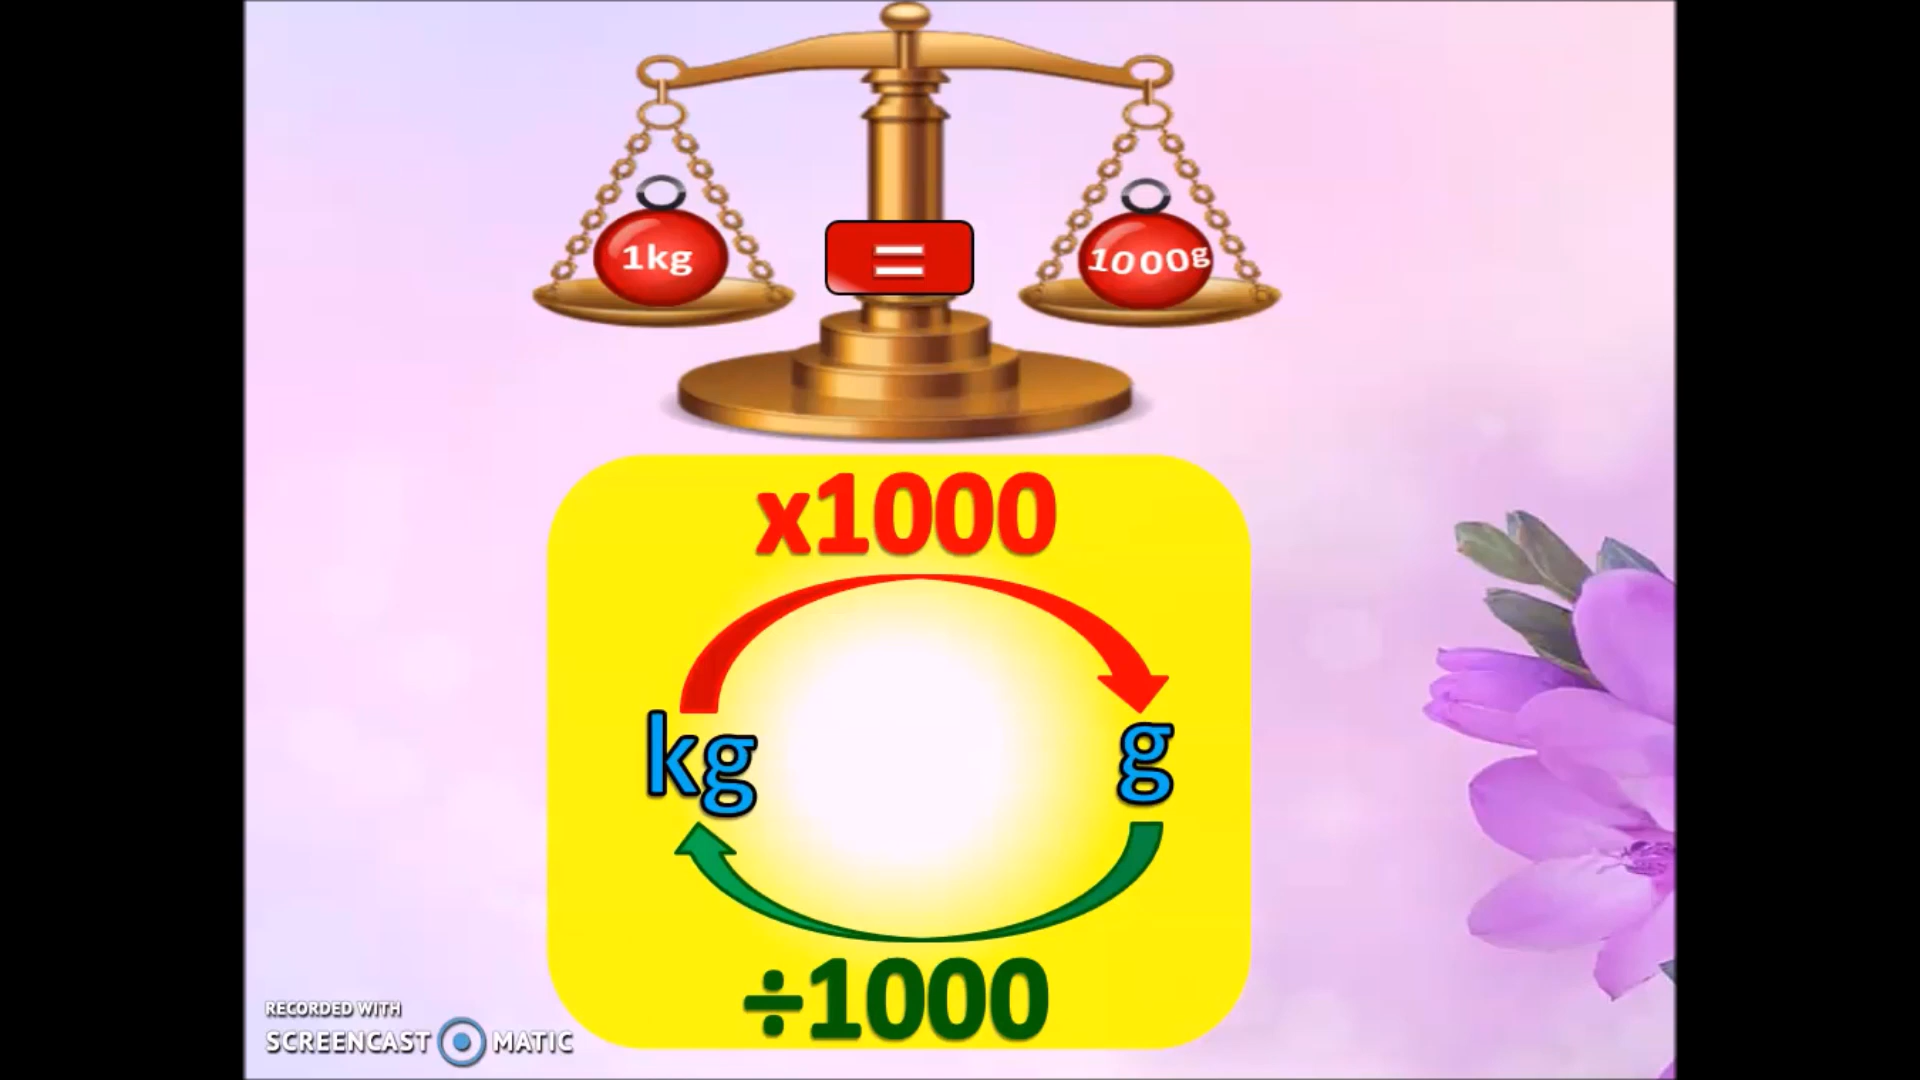 1kg
=
1000g
x1000
kg
g
÷1000
RECORDED WITH
SCREENCAST MATIC